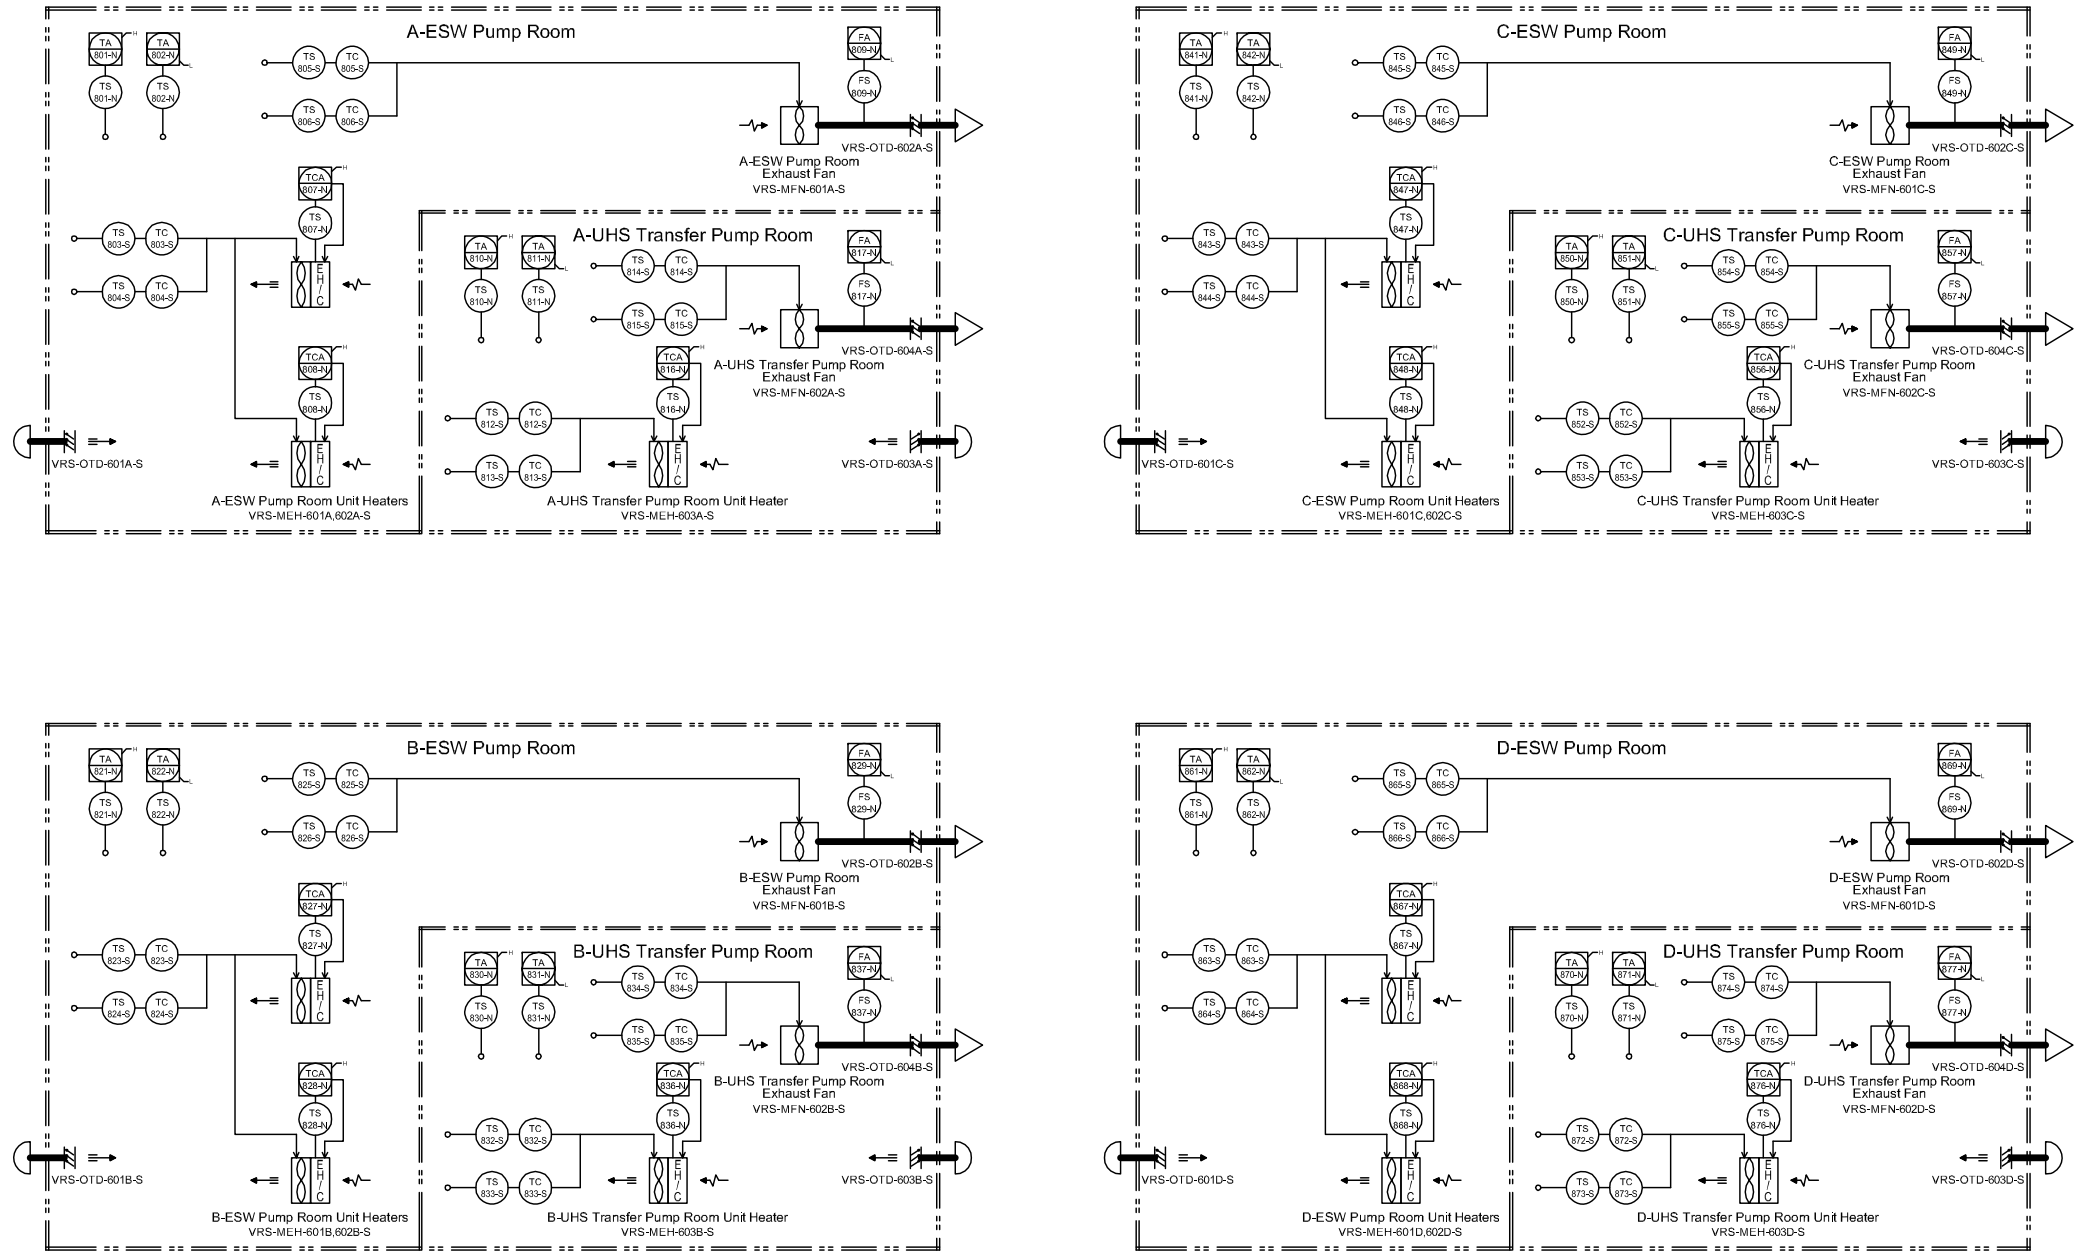 A-ESW Pump Room
TA
801-N
H
TA
802-N
L
TS
801-N
TS
802-N
TS
805-S
TC
805-S
TS
806-S
TC
806-S
FA
809-N
L
FS
809-N
VRS-OTD-602A-S
A-ESW Pump Room
Exhaust Fan
VRS-MFN-601A-S
TCA
807-N
H
TS
807-N
TS
803-S
TC
803-S
TS
804-S
TC
804-S
EH/C
TCA
808-N
H
TS
808-N
EH/C
VRS-OTD-601A-S
A-ESW Pump Room Unit Heaters
VRS-MEH-601A,602A-S
A-UHS Transfer Pump Room
TA
810-N
H
TA
811-N
L
TS
810-N
TS
811-N
TS
814-S
TC
814-S
TS
815-S
TC
815-S
FA
817-N
L
FS
817-N
VRS-OTD-604A-S
A-UHS Transfer Pump Room
Exhaust Fan
VRS-MFN-602A-S
TCA
816-N
H
TS
816-N
TS
812-S
TC
812-S
TS
813-S
TC
813-S
EH/C
VRS-OTD-603A-S
A-UHS Transfer Pump Room Unit Heater
VRS-MEH-603A-S
C-ESW Pump Room
TA
841-N
H
TA
842-N
L
TS
841-N
TS
842-N
TS
845-S
TC
845-S
TS
846-S
TC
846-S
FA
849-N
L
FS
849-N
VRS-OTD-602C-S
C-ESW Pump Room
Exhaust Fan
VRS-MFN-601C-S
TCA
847-N
H
TS
847-N
TS
843-S
TC
843-S
TS
844-S
TC
844-S
EH/C
TCA
848-N
H
TS
848-N
EH/C
VRS-OTD-601C-S
C-ESW Pump Room Unit Heaters
VRS-MEH-601C,602C-S
C-UHS Transfer Pump Room
TA
850-N
H
TA
851-N
L
TS
850-N
TS
851-N
TS
854-S
TC
854-S
TS
855-S
TC
855-S
FA
857-N
L
FS
857-N
VRS-OTD-604C-S
C-UHS Transfer Pump Room
Exhaust Fan
VRS-MFN-602C-S
TCA
856-N
H
TS
856-N
TS
852-S
TC
852-S
TS
853-S
TC
853-S
EH/C
VRS-OTD-603C-S
C-UHS Transfer Pump Room Unit Heater
VRS-MEH-603C-S
B-ESW Pump Room
TA
821-N
H
TA
822-N
L
TS
821-N
TS
822-N
TS
825-S
TC
825-S
TS
826-S
TC
826-S
FA
829-N
L
FS
829-N
VRS-OTD-602B-S
B-ESW Pump Room
Exhaust Fan
VRS-MFN-601B-S
TCA
827-N
H
TS
827-N
TS
823-S
TC
823-S
TS
824-S
TC
824-S
EH/C
TCA
828-N
H
TS
828-N
EH/C
VRS-OTD-601B-S
B-ESW Pump Room Unit Heaters
VRS-MEH-601B,602B-S
B-UHS Transfer Pump Room
TA
830-N
H
TA
831-N
L
TS
830-N
TS
831-N
TS
834-S
TC
834-S
TS
835-S
TC
835-S
FA
837-N
L
FS
837-N
VRS-OTD-604B-S
B-UHS Transfer Pump Room
Exhaust Fan
VRS-MFN-602B-S
TCA
836-N
H
TS
836-N
TS
832-S
TC
832-S
TS
833-S
TC
833-S
EH/C
VRS-OTD-603B-S
B-UHS Transfer Pump Room Unit Heater
VRS-MEH-603B-S
D-ESW Pump Room
TA
861-N
H
TA
862-N
L
TS
861-N
TS
862-N
TS
865-S
TC
865-S
TS
866-S
TC
866-S
FA
869-N
L
FS
869-N
VRS-OTD-602D-S
D-ESW Pump Room
Exhaust Fan
VRS-MFN-601D-S
TCA
867-N
H
TS
867-N
TS
863-S
TC
863-S
TS
864-S
TC
864-S
EH/C
TCA
868-N
H
TS
868-N
EH/C
VRS-OTD-601D-S
D-ESW Pump Room Unit Heaters
VRS-MEH-601D,602D-S
D-UHS Transfer Pump Room
TA
870-N
H
TA
871-N
L
TS
870-N
TS
871-N
TS
874-S
TC
874-S
TS
875-S
TC
875-S
FA
877-N
L
FS
877-N
VRS-OTD-604D-S
D-UHS Transfer Pump Room
Exhaust Fan
VRS-MFN-602D-S
TCA
876-N
H
TS
876-N
TS
872-S
TC
872-S
TS
873-S
TC
873-S
EH/C
VRS-OTD-603D-S
D-UHS Transfer Pump Room Unit Heater
VRS-MEH-603D-S